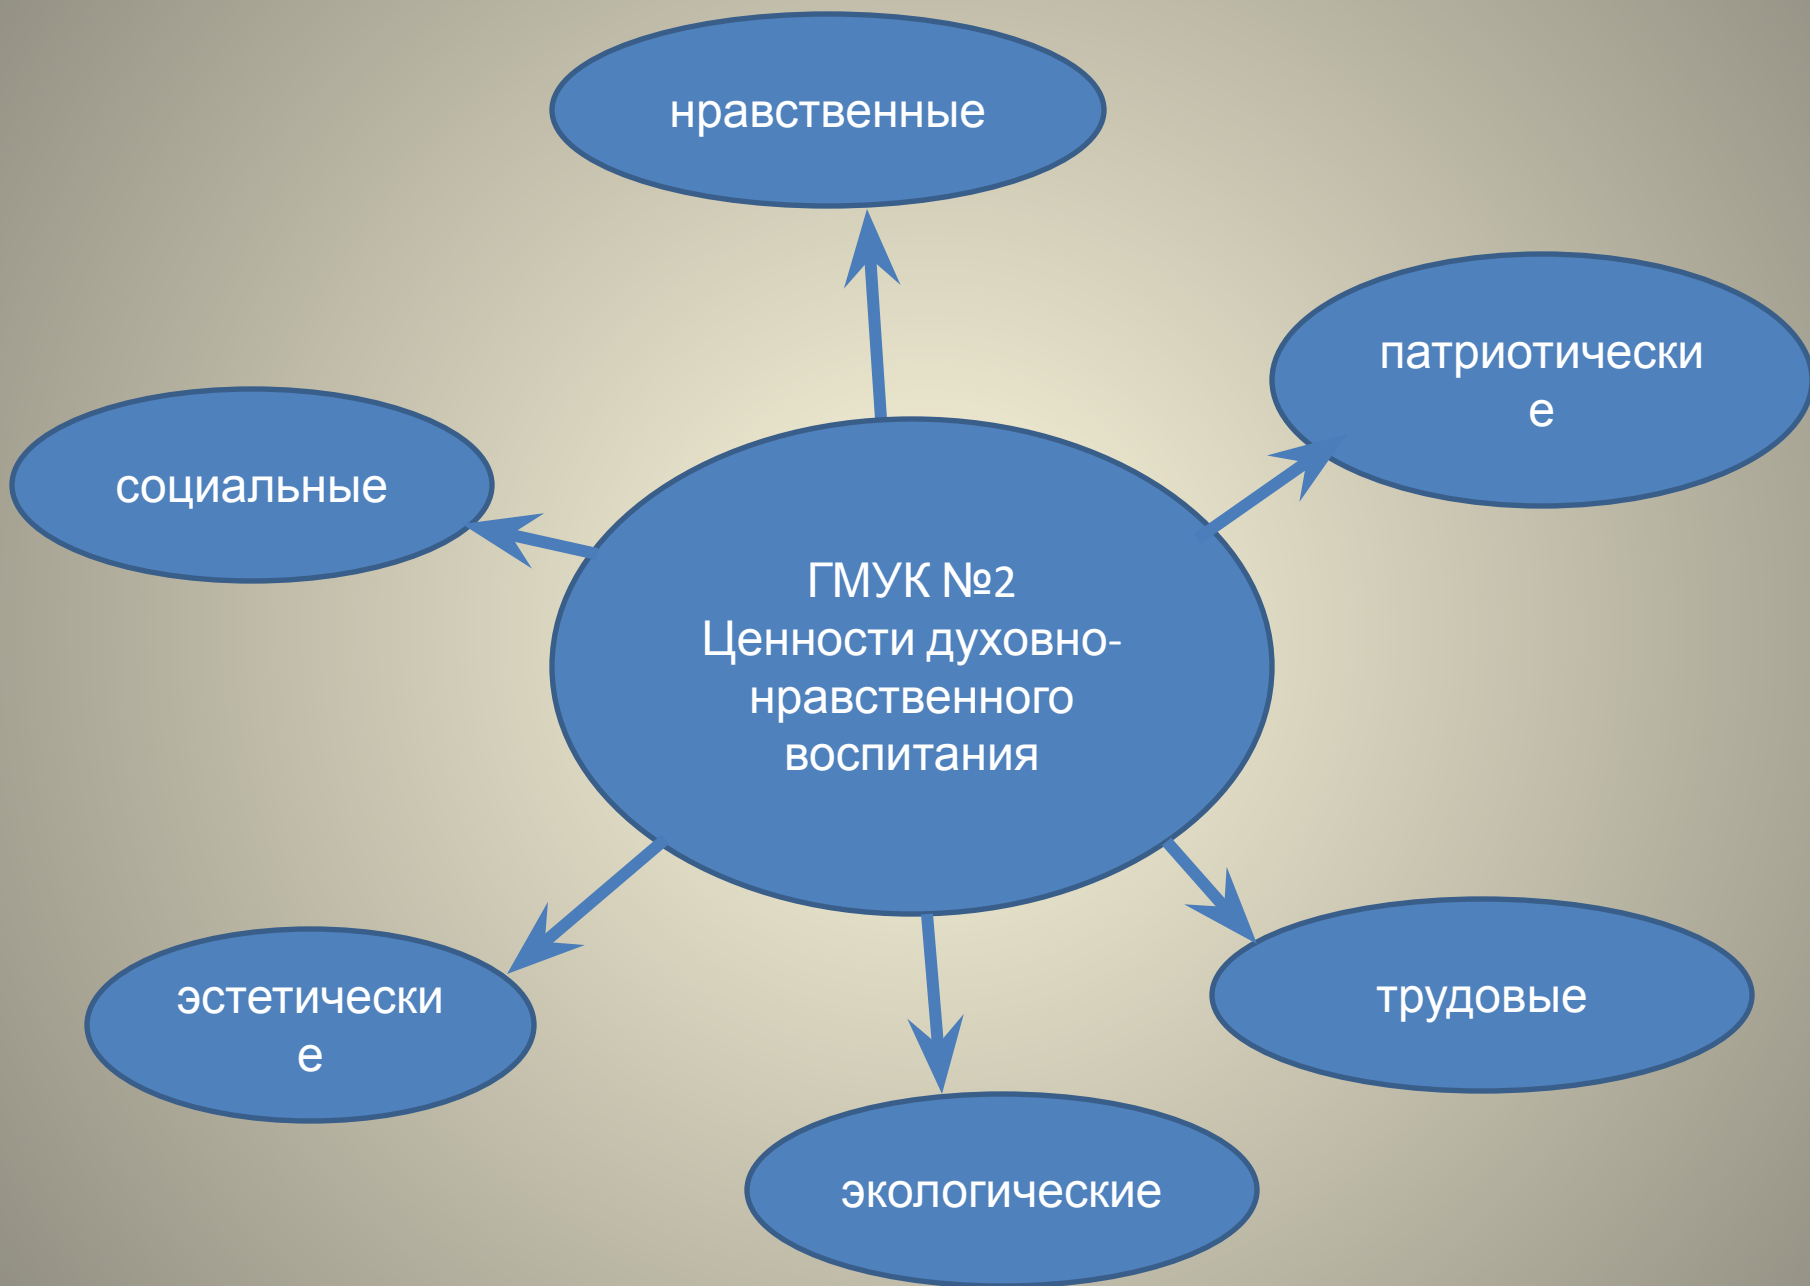 нравственные
патриотически
е
социальные
ГМУК №2
Ценности духовно-
нравственного
воспитания
эстетически
е
трудовые
экологические